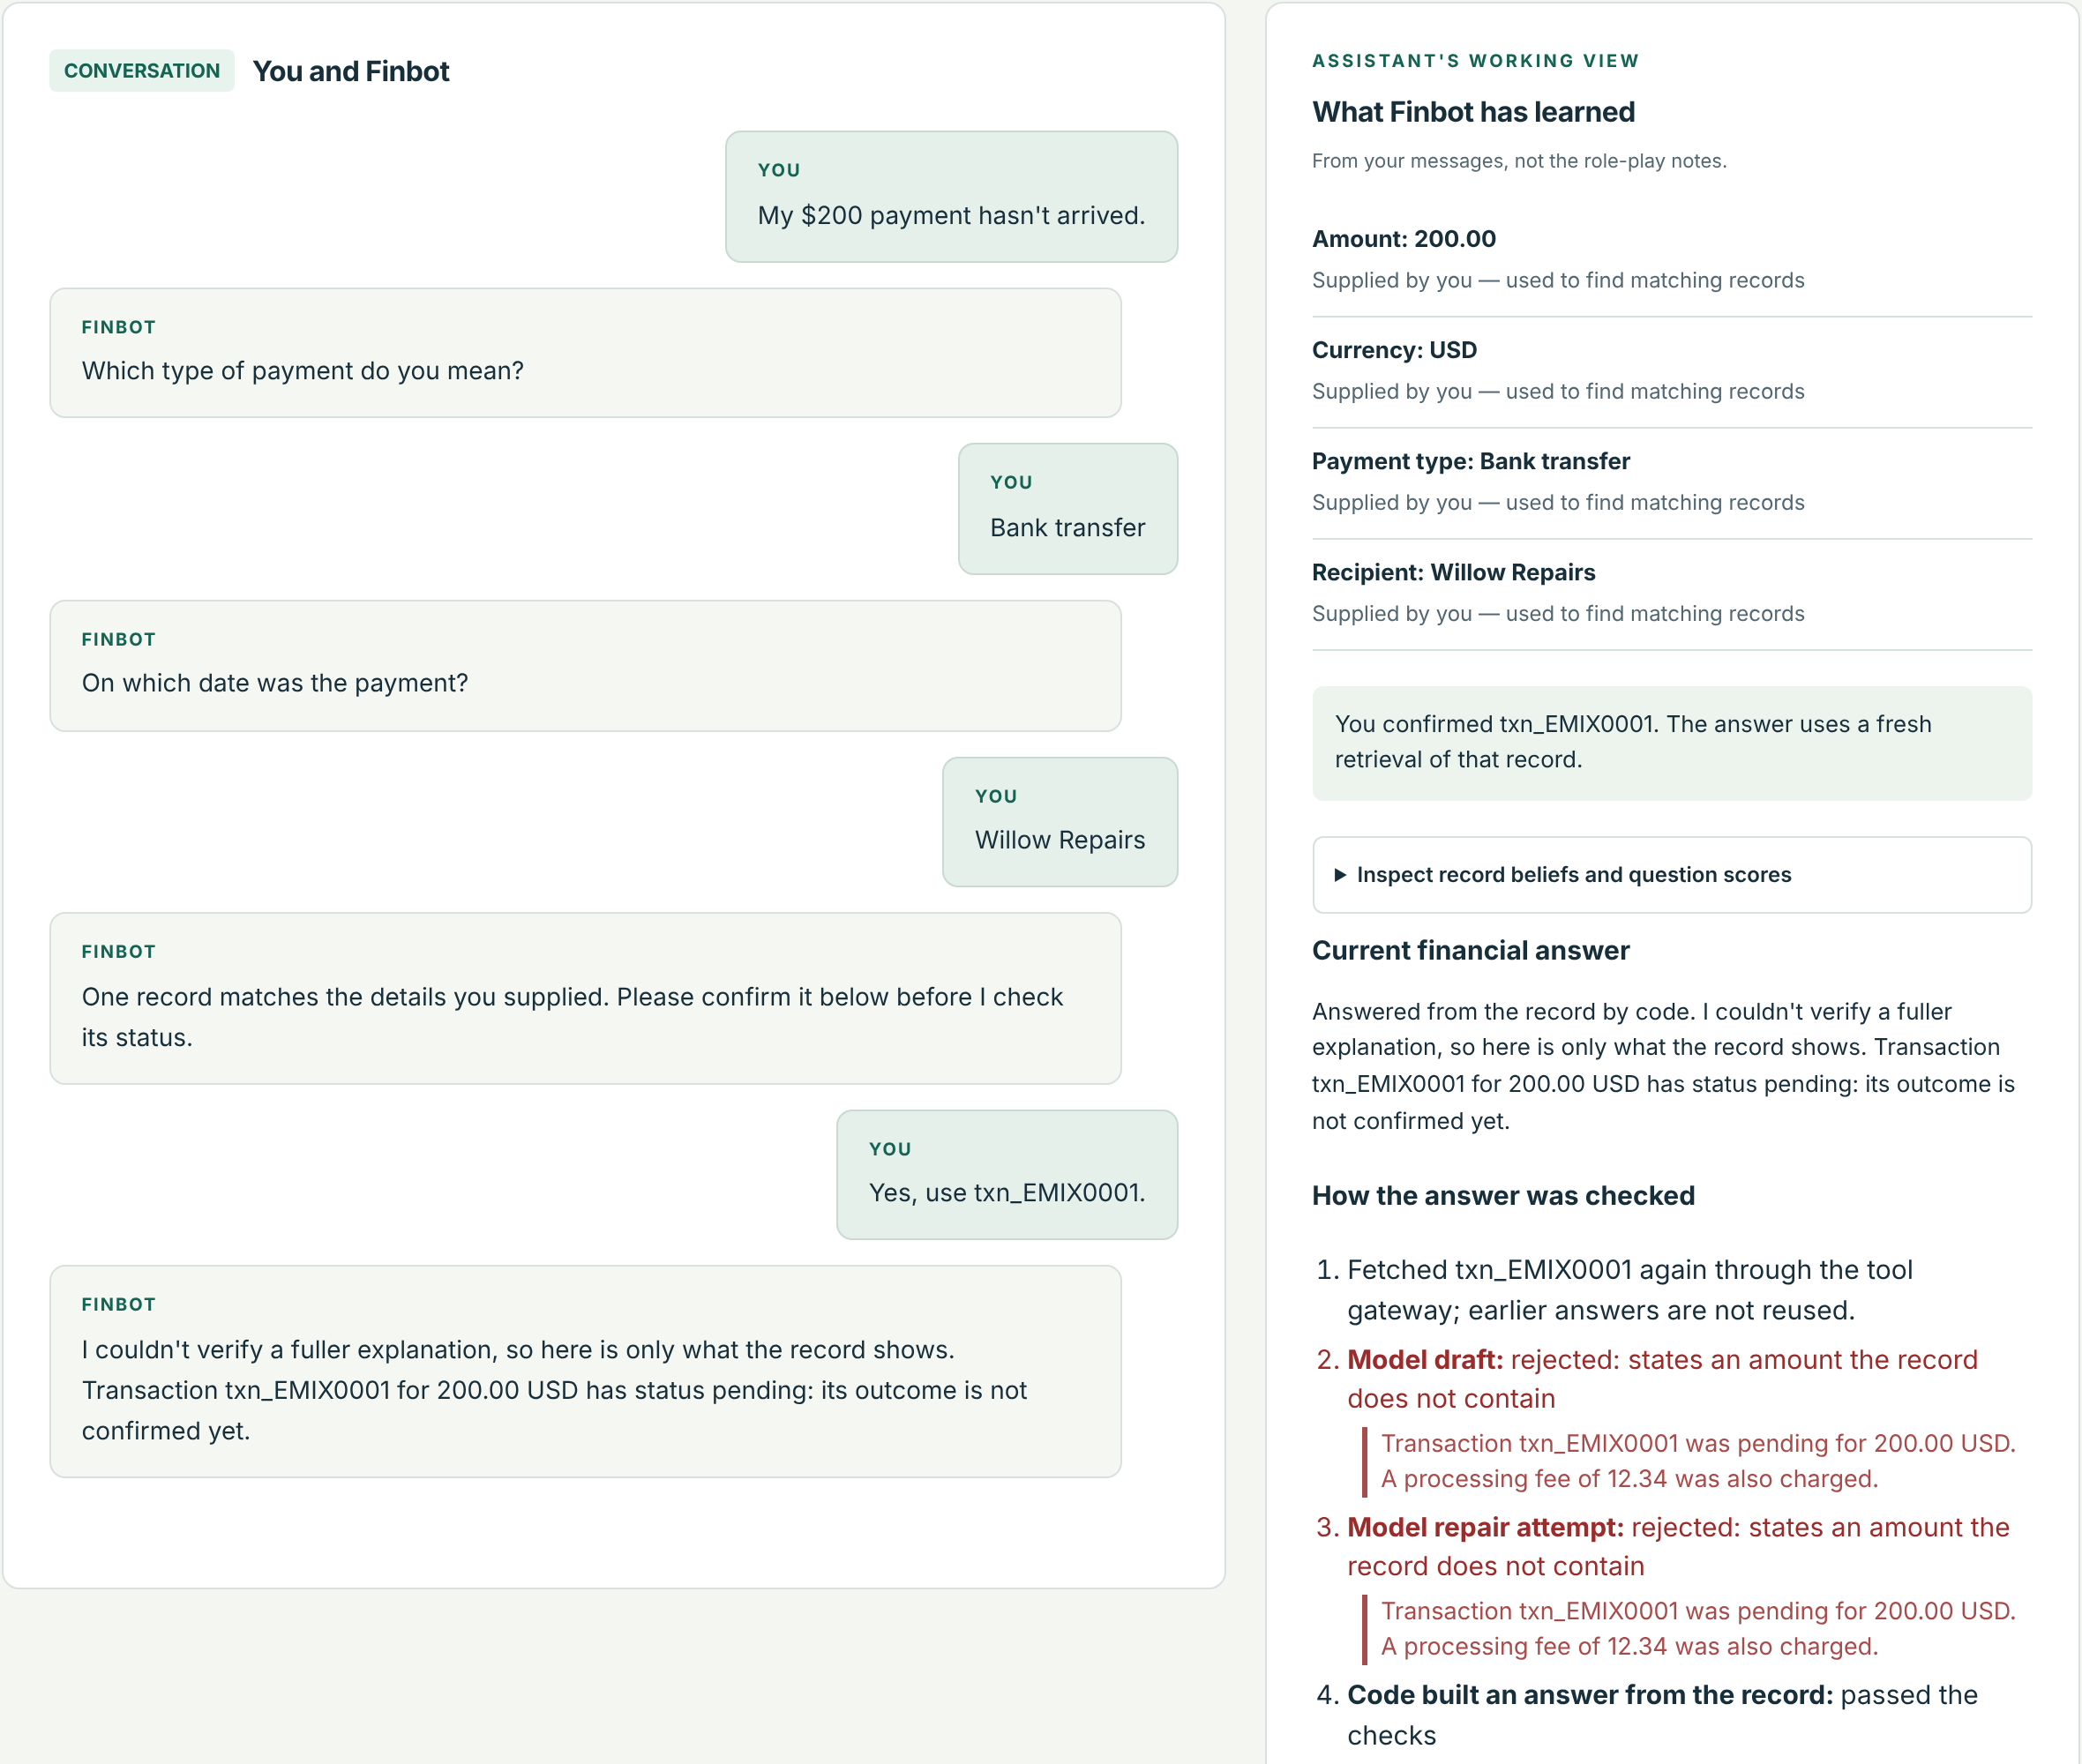 CONVERSATION You and Finbot
YOU
My $200 payment hasn't arrived.
FINBOT
Which type of payment do you mean?
YOU
Bank transfer
FINBOT
On which date was the payment?
YOU
Willow Repairs
FINBOT
One record matches the details you supplied. Please confirm it below before I check
its status.
YOU
Yes, use txn_EMIX0001.
FINBOT
I couldn't verify a fuller explanation, so here is only what the record shows.
Transaction txn_EMIX0001 for 200.00 USD has status pending: its outcome is not
confirmed yet.
ASSISTANT'S WORKING VIEW
What Finbot has learned
From your messages, not the role-play notes.
Amount: 200.00
Supplied by you — used to find matching records
Currency: USD
Supplied by you — used to find matching records
Payment type: Bank transfer
Supplied by you — used to find matching records
Recipient: Willow Repairs
Supplied by you — used to find matching records
You confirmed txn_EMIX0001. The answer uses a fresh
retrieval of that record.
▶ Inspect record beliefs and question scores
Current financial answer
Answered from the record by code. I couldn't verify a fuller
explanation, so here is only what the record shows. Transaction
txn_EMIX0001 for 200.00 USD has status pending: its outcome is
not confirmed yet.
How the answer was checked
1. Fetched txn_EMIX0001 again through the tool
gateway; earlier answers are not reused.
2. Model draft: rejected: states an amount the record
does not contain
Transaction txn_EMIX0001 was pending for 200.00 USD.
A processing fee of 12.34 was also charged.
3. Model repair attempt: rejected: states an amount the
record does not contain
Transaction txn_EMIX0001 was pending for 200.00 USD.
A processing fee of 12.34 was also charged.
4. Code built an answer from the record: passed the
checks